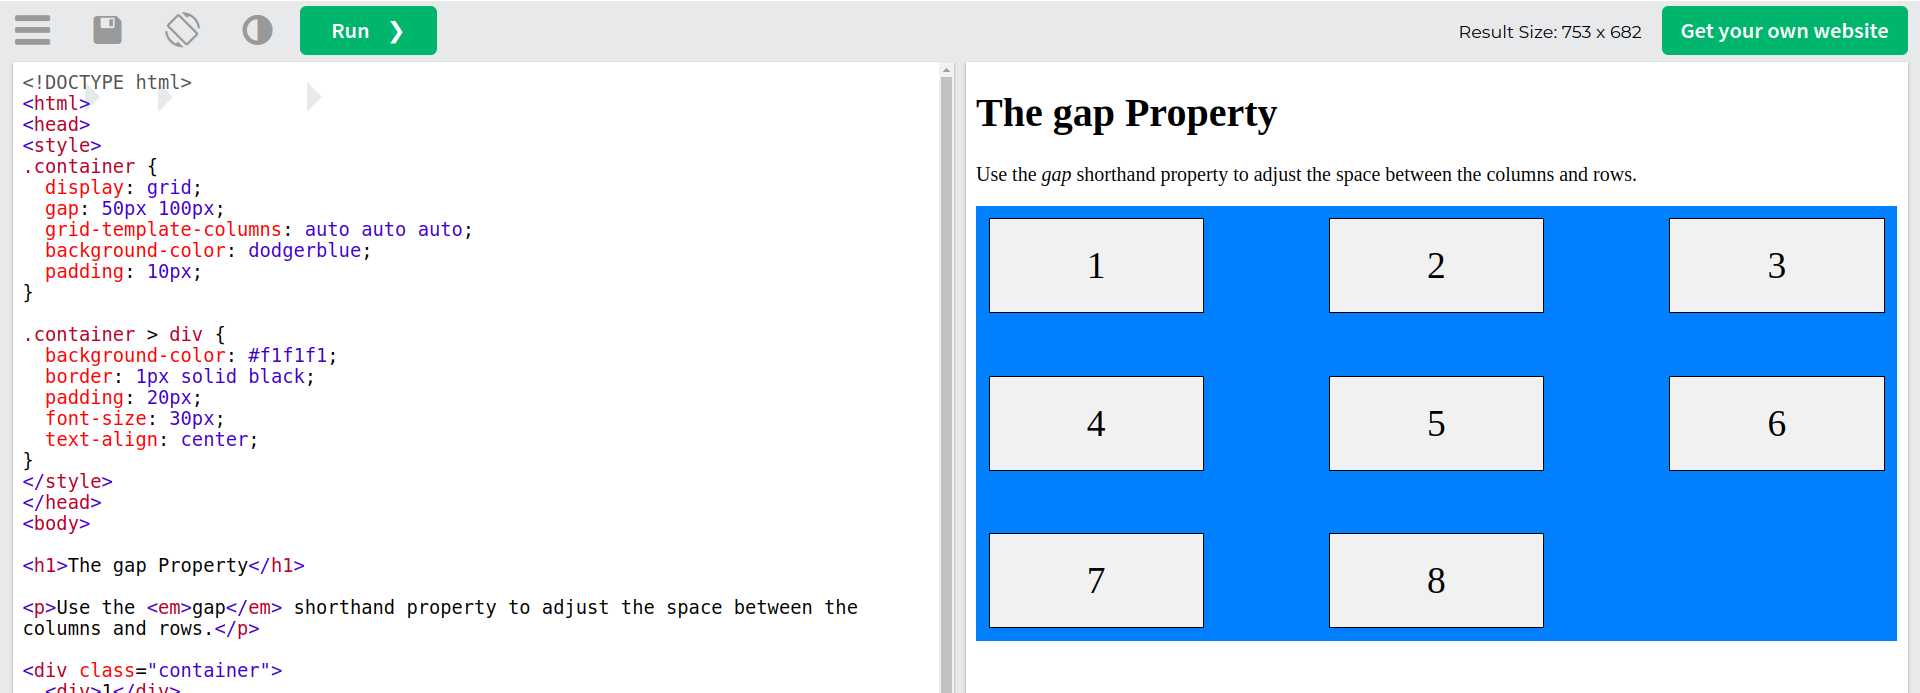 Run ❯
Result Size: 753 x 682
Get your own website
<!DOCTYPE html>
<html>
<head>
<style>
.container {
  display: grid;
  gap: 50px 100px;
  grid-template-columns: auto auto auto;
  background-color: dodgerblue;
  padding: 10px;
}

.container > div {
  background-color: #f1f1f1;
  border: 1px solid black;
  padding: 20px;
  font-size: 30px;
  text-align: center;
}
</style>
</head>
<body>

<h1>The gap Property</h1>

<p>Use the <em>gap</em> shorthand property to adjust the space between the
columns and rows.</p>

<div class="container">
  <div>1</div>
The gap Property
Use the gap shorthand property to adjust the space between the columns and rows.
1 2 3
4 5 6
7 8